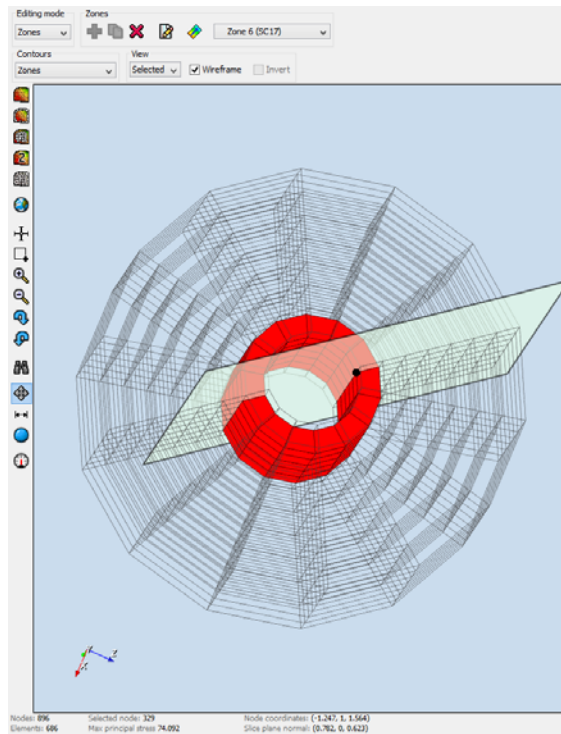 Editing mode Zones
Zones Zone 6 (SC17)
Contours View
Zones Selected Wireframe Invert
Nodes: 896 Selected node: 329 Node coordinates: (-1.247, 1, 1.564)
Elements: 686 Max principal stress 74.092 Slice plane normal: (0.782, 0, 0.623)